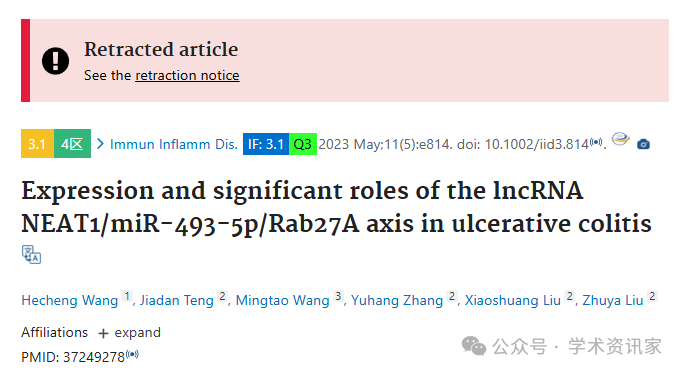 Retracted article
See the retraction notice
3.1 4区 > Immun Inflamm Dis. IF: 3.1 Q3 2023 May;11(5):e814. doi: 10.1002/iid3.814.
Expression and significant roles of the lncRNA
NEAT1/miR-493-5p/Rab27A axis in ulcerative colitis
Hecheng Wang 1, Jiadan Teng 2, Mingtao Wang 3, Yuhang Zhang 2, Xiaoshuang Liu 2, Zhuya Liu 2
Affiliations + expand
PMID: 37249278
公众号 · 学术资讯家